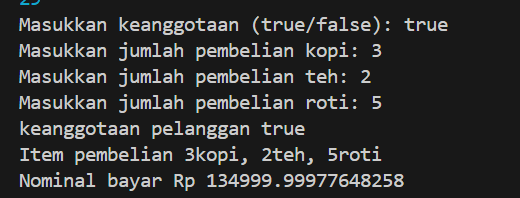 Masukkan keanggotaan (true/false): true
Masukkan jumlah pembelian kopi: 3
Masukkan jumlah pembelian teh: 2
Masukkan jumlah pembelian roti: 5
keanggotaan pelanggan true
Item pembelian 3kopi, 2teh, 5roti
Nominal bayar Rp 134999.99977648258